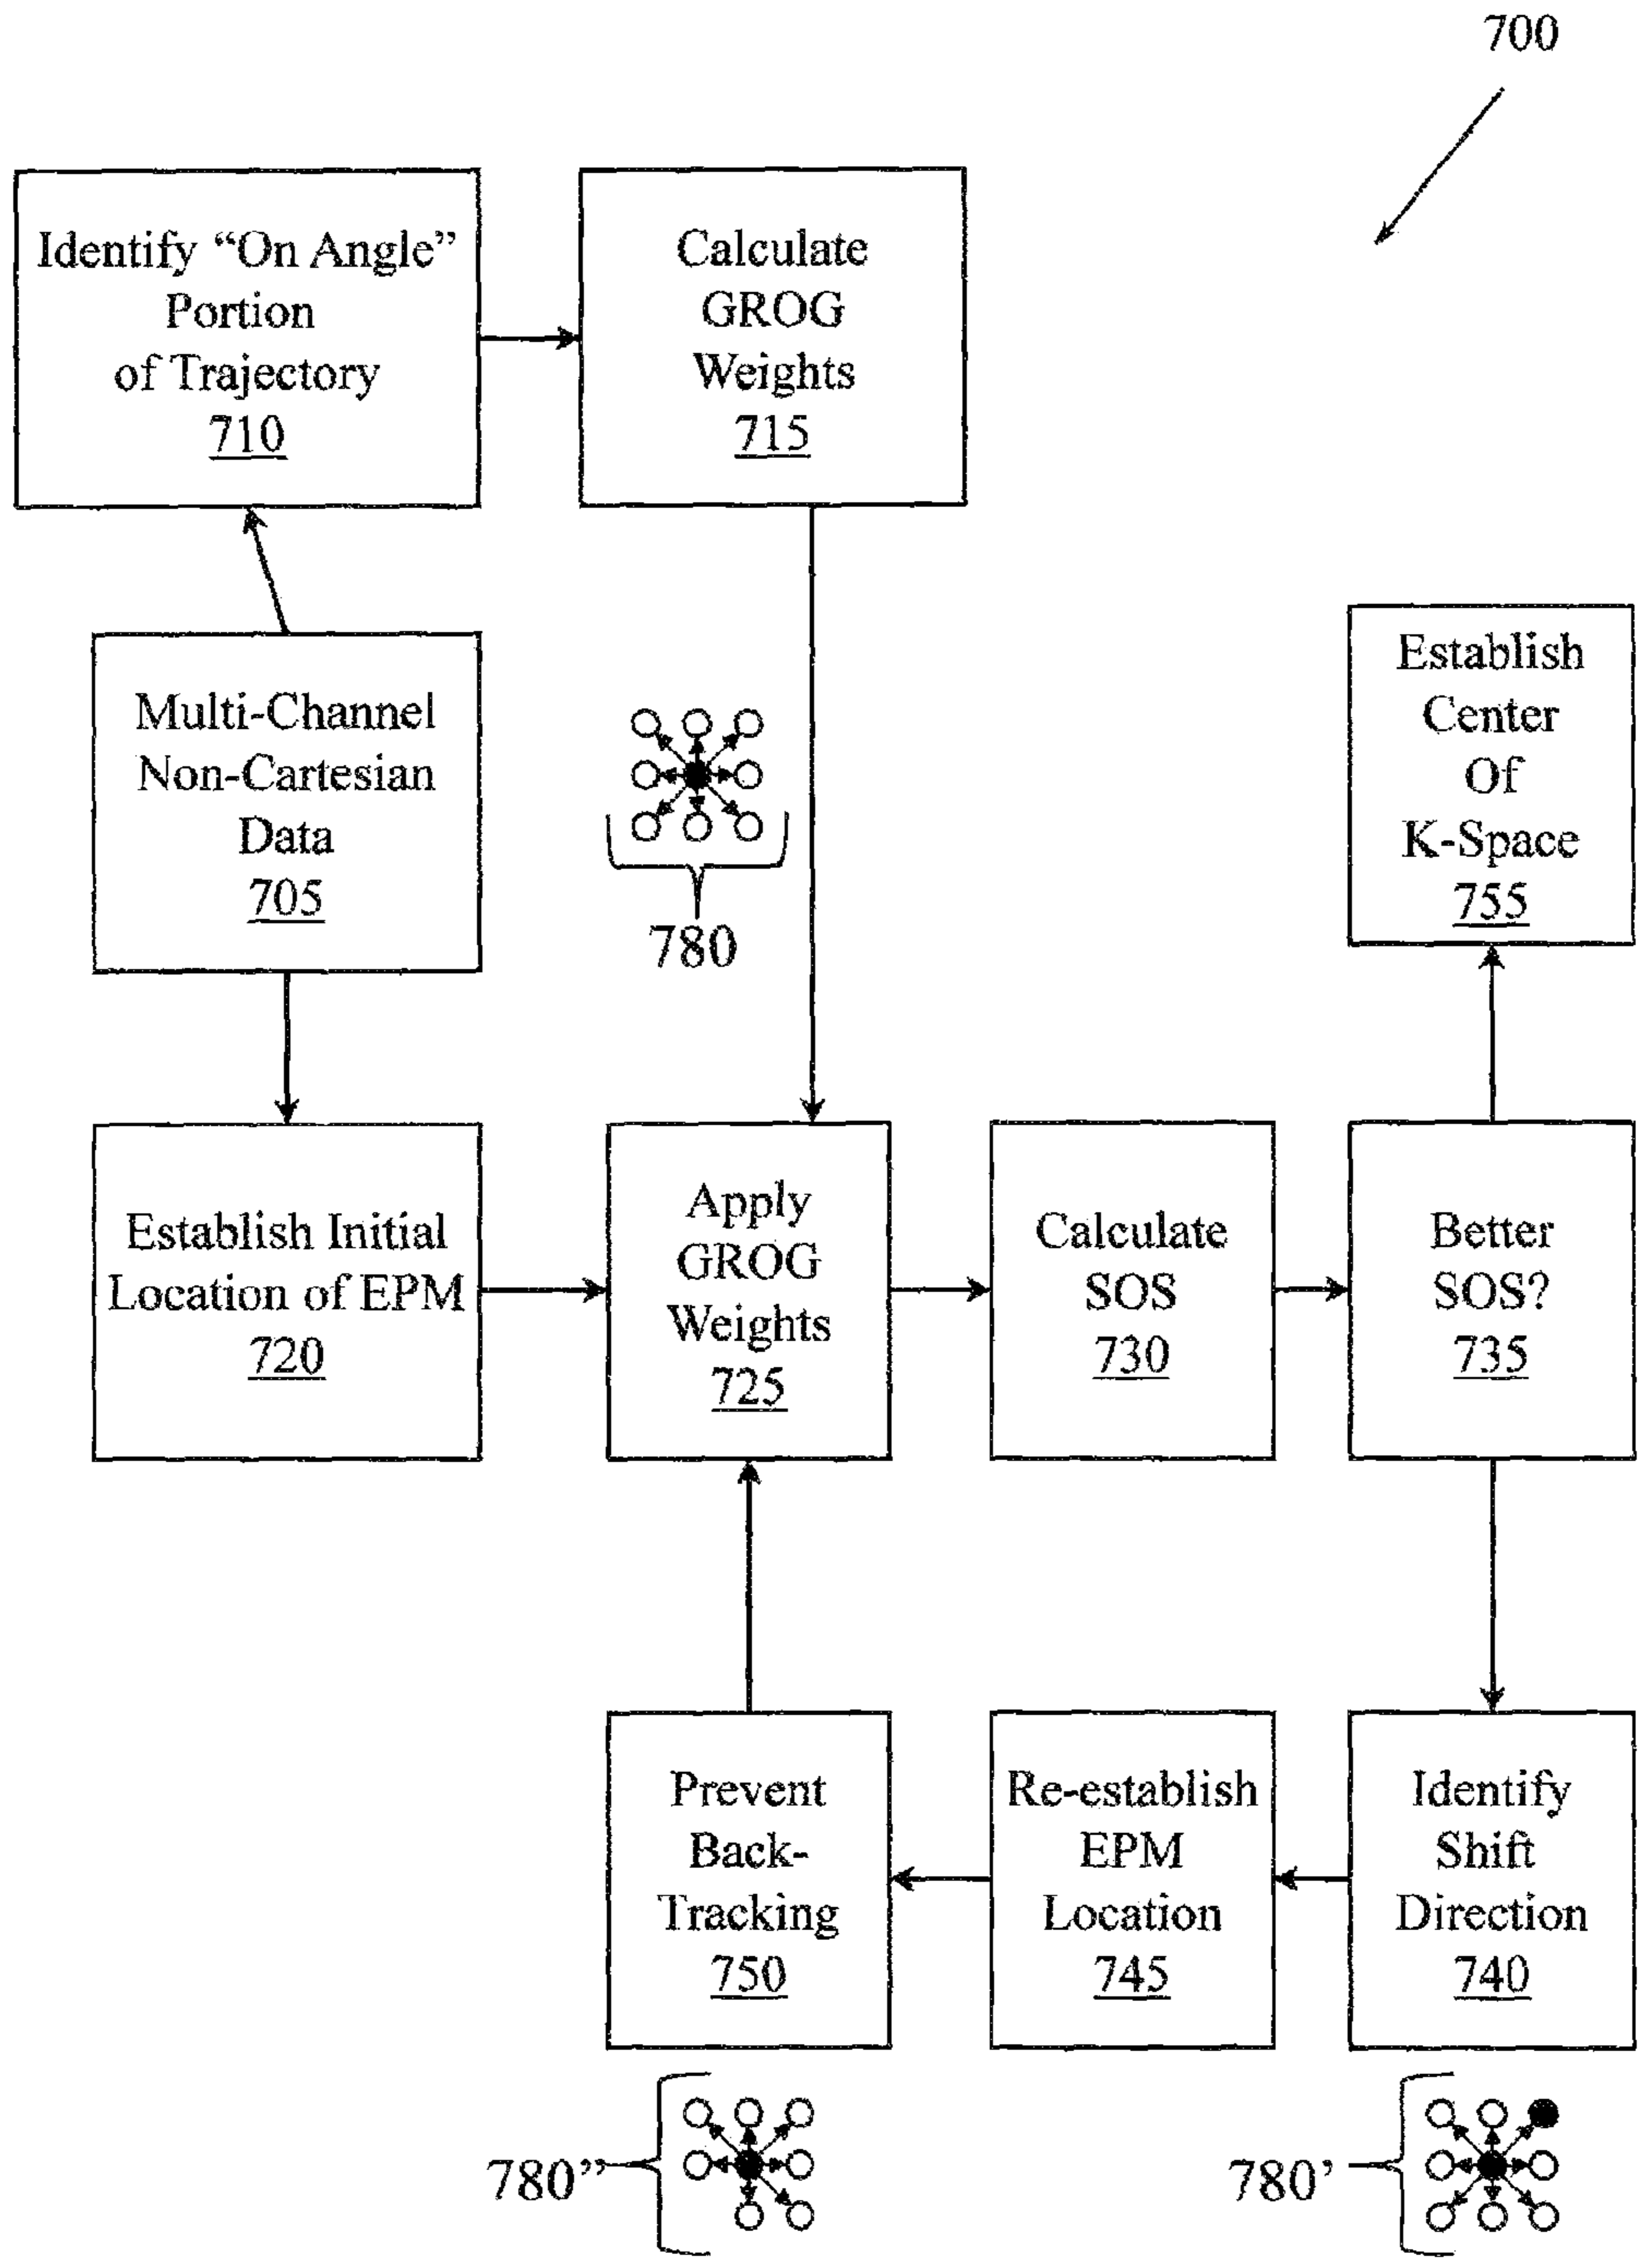 700
Identify “On Angle”
Portion
of Trajectory
710
Calculate
GROG
Weights
715
Multi-Channel
Non-Cartesian
Data
705
780
Establish
Center
Of
K-Space
755
Establish Initial
Location of EPM
720
Apply
GROG
Weights
725
Calculate
SOS
730
Better
SOS?
735
Prevent
Back-
Tracking
750
Re-establish
EPM
Location
745
Identify
Shift
Direction
740
780”
780’